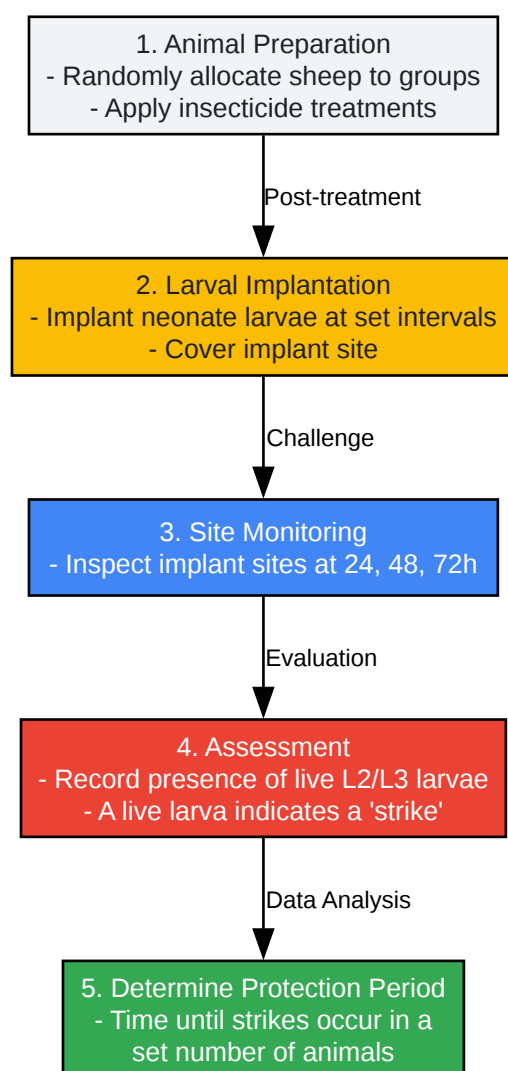 1. Animal Preparation
- Randomly allocate sheep to groups
- Apply insecticide treatments
Post-treatment
2. Larval Implantation
- Implant neonate larvae at set intervals
- Cover implant site
Challenge
3. Site Monitoring
- Inspect implant sites at 24, 48, 72h
Evaluation
4. Assessment
- Record presence of live L2/L3 larvae
- A live larva indicates a 'strike'
Data Analysis
5. Determine Protection Period
- Time until strikes occur in a
set number of animals